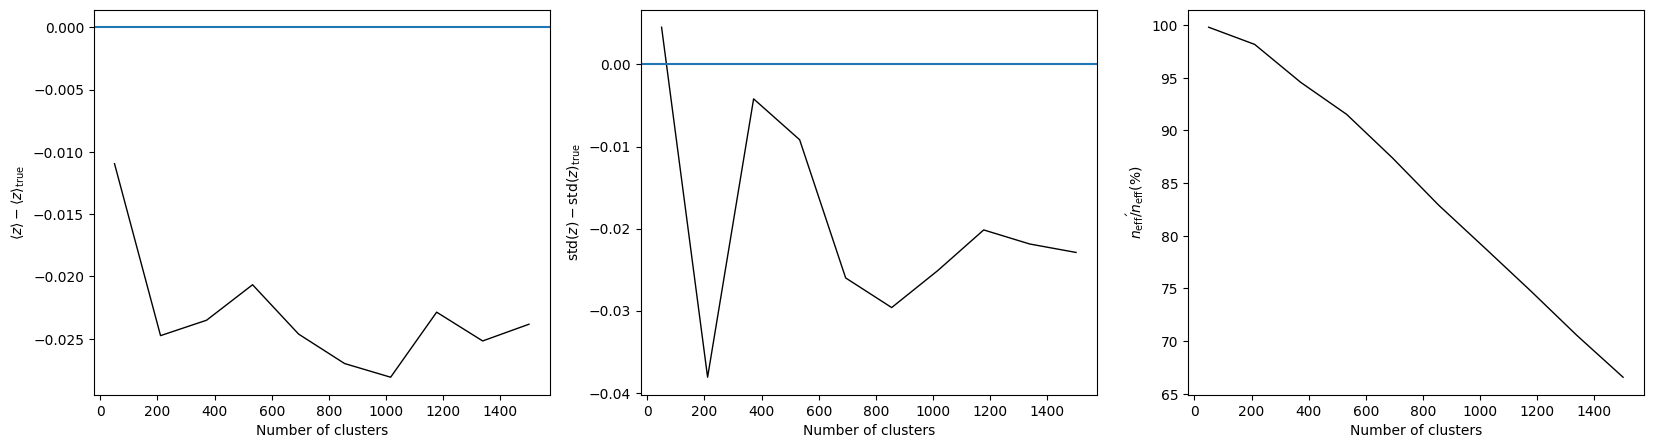 ⟨z⟩ − ⟨z⟩true
0.000
−0.005
−0.010
−0.015
−0.020
−0.025
0 200 400 600 800 1000 1200 1400
Number of clusters
std(z) − std(z)true
0.00
−0.01
−0.02
−0.03
−0.04
0 200 400 600 800 1000 1200 1400
Number of clusters
n′eff/neff(%)
100
95
90
85
80
75
70
65
0 200 400 600 800 1000 1200 1400
Number of clusters